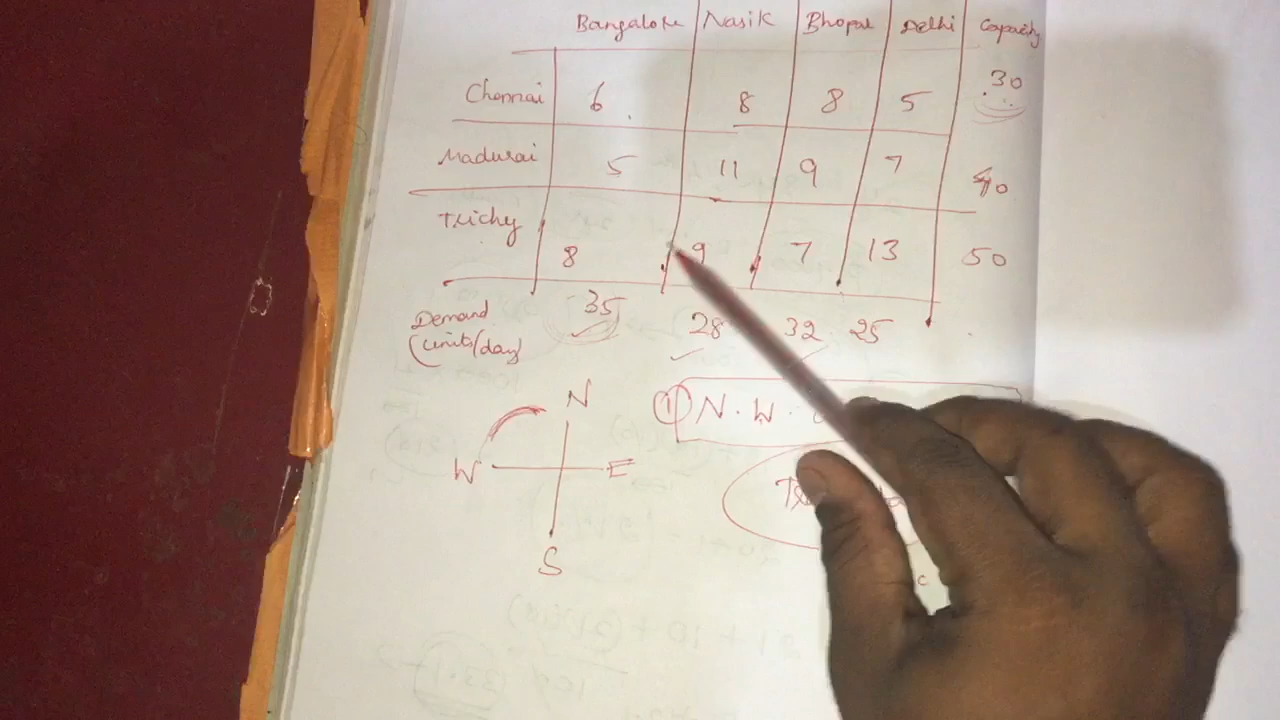 Bangalore Nasik Bhopal Delhi Capacity
Chennai 6 8 8 5 30
Madurai 5 11 9 7 40
Trichy 8 9 7 13 50
Demand 35 28 32 25
(units/day)
N
① N. W.
W E
S